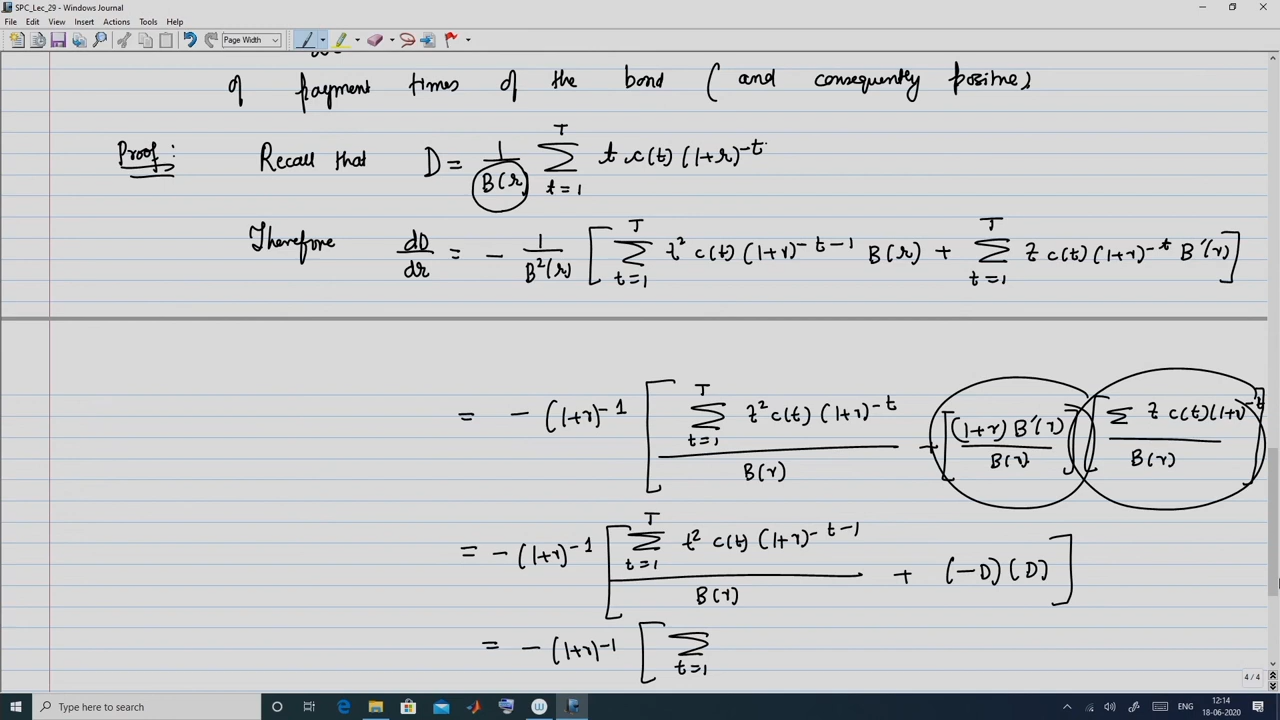 SPC_Lec_29 - Windows Journal
File Edit View Insert Actions Tools Help
Page Width
of payment times of the bond (and consequently positive)
Proof: Recall that D = 1/B(r) Σ_{t=1}^{T} t c(t) (1+r)^{-t}
Therefore dD/dr = - 1/B²(r) [ Σ_{t=1}^{T} t² c(t) (1+r)^{-t-1} B(r) + Σ_{t=1}^{T} t c(t) (1+r)^{-t} B'(r) ]
= - (1+r)^{-1} [ Σ_{t=1}^{T} t² c(t) (1+r)^{-t} / B(r) + [ (1+r) B'(r) / B(r) ] [ Σ t c(t) (1+r)^{-t} / B(r) ]
= - (1+r)^{-1} [ Σ_{t=1}^{T} t² c(t) (1+r)^{-t-1} / B(r) + (-D)(D) ]
= - (1+r)^{-1} [ Σ_{t=1}
4/4
Type here to search
ENG
12:14
18-06-2020